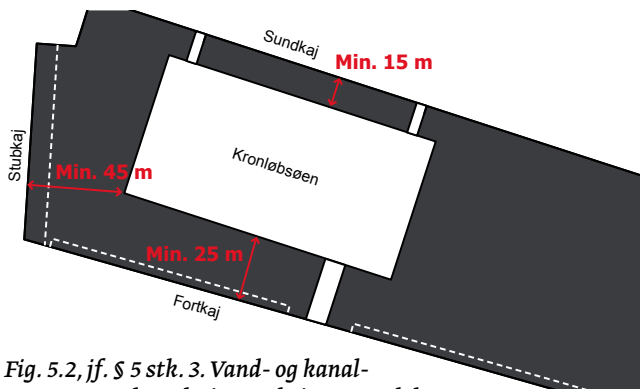 Sundkaj
Min. 15 m
Kronløbsøen
Stubkaj
Min. 45 m
Min. 25 m
Fortkaj
Fig. 5.2, jf. § 5 stk. 3. Vand- og kanal-